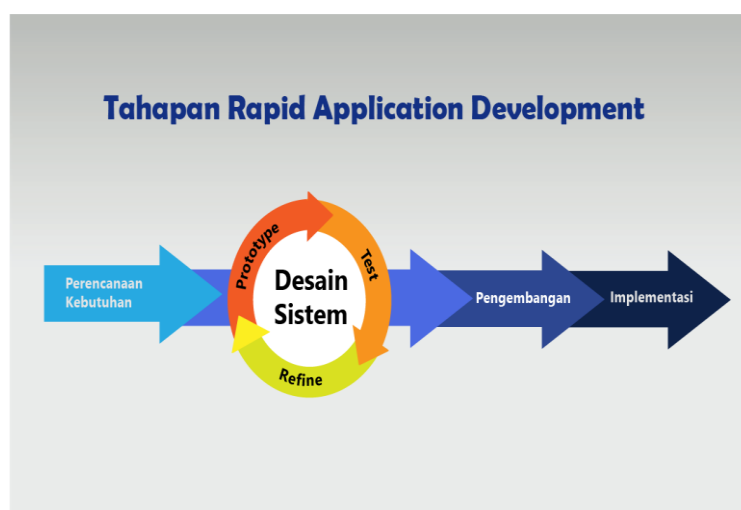 Tahapan Rapid Application Development
Perencanaan
Kebutuhan
Prototype
Test
Desain
Sistem
Refine
Pengembangan
Implementasi